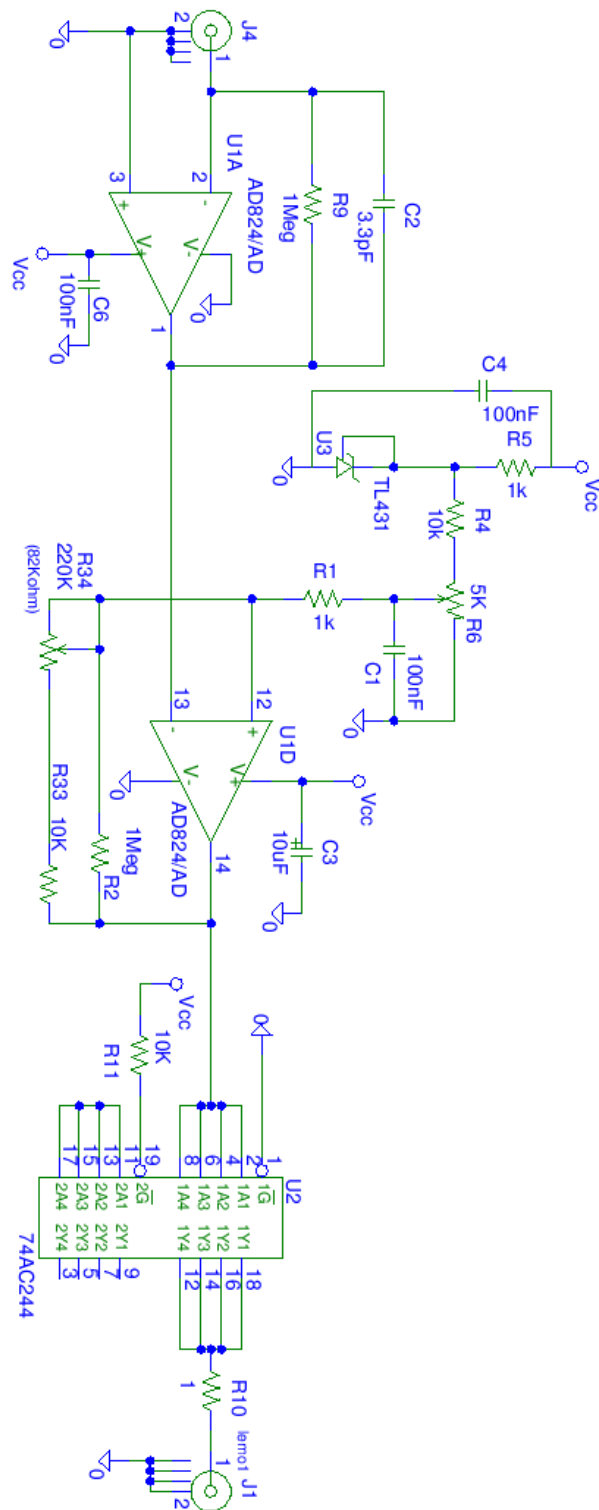 J4
2
1
0
U1A
AD824/AD
3
2
+
-
V+
V-
1
0
Vcc
C6
100nF
0
R9
1Meg
C2
3.3pF
C4
100nF
U3
TL431
0
R5
1k
Vcc
R4
10k
5K
R6
R1
1k
C1
100nF
0
R34
220K
(82Kohm)
13
12
-
+
U1D
AD824/AD
V-
V+
0
14
Vcc
C3
+
10uF
0
R33
10K
1Meg
R2
Vcc
10K
R11
0
U2
74AC244
1
1G
2
1A1
1Y1
18
4
1A2
1Y2
16
6
1A3
1Y3
14
8
1A4
1Y4
12
19
2G
11
2A1
2Y1
9
13
2A2
2Y2
7
15
2A3
2Y3
5
17
2A4
2Y4
3
R10
1
lemo1
J1
1
2
0